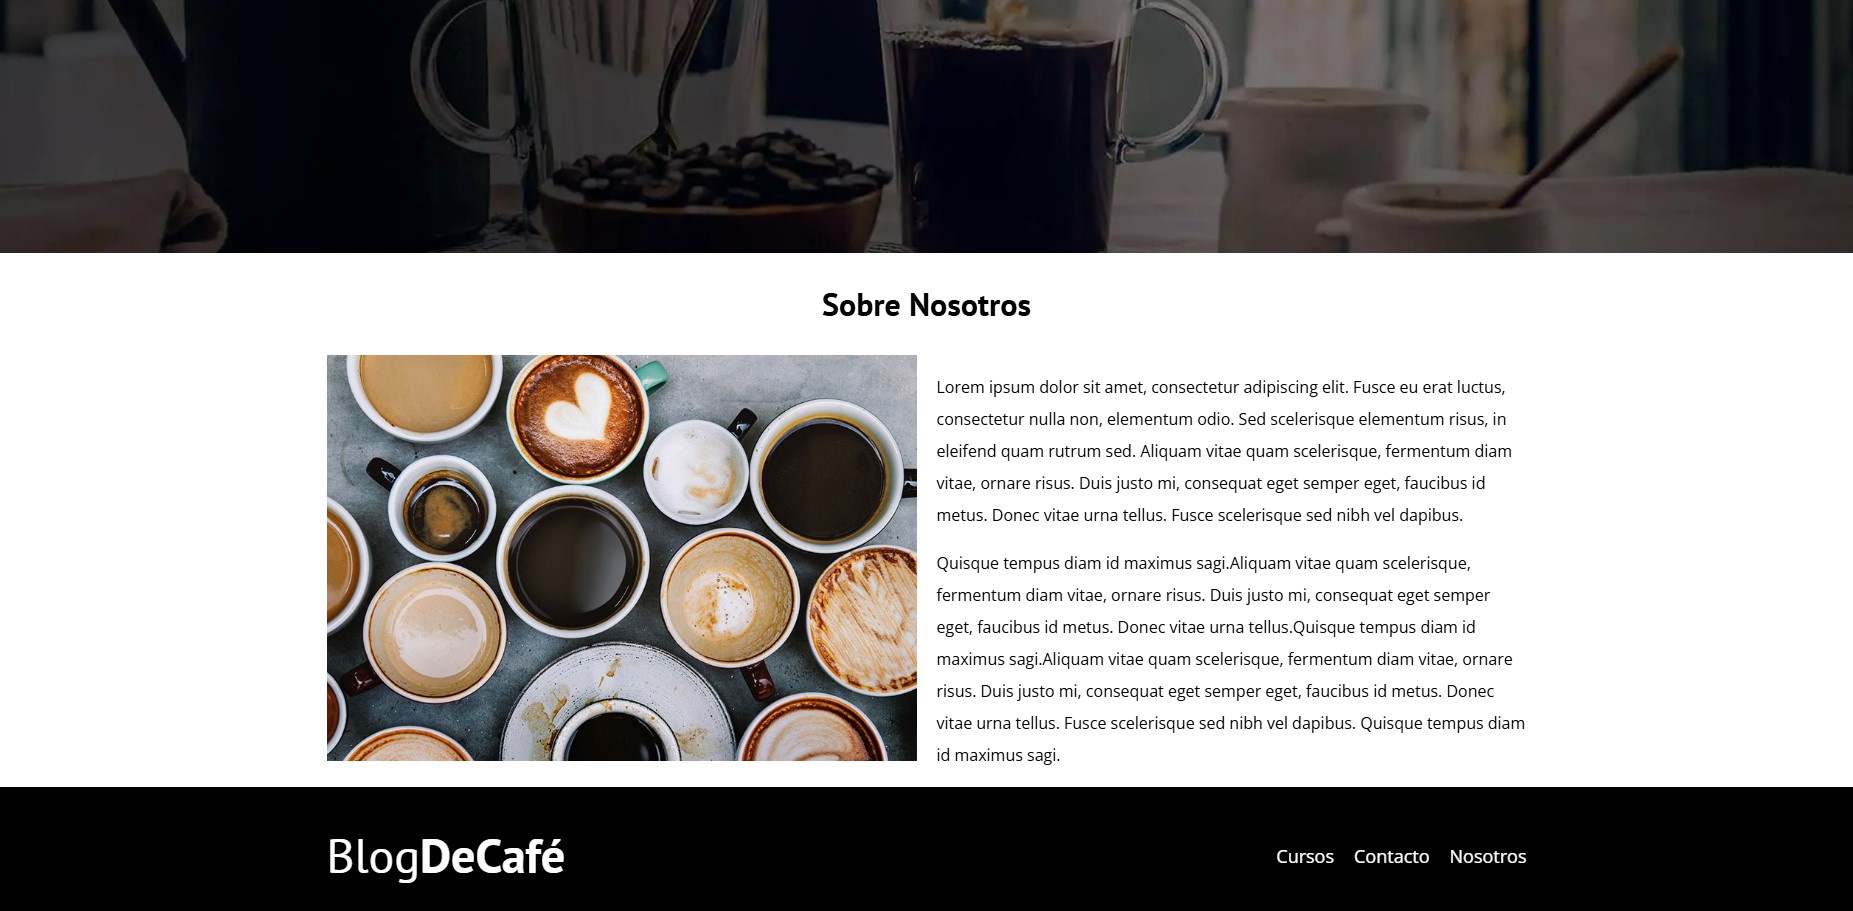 Sobre Nosotros
Lorem ipsum dolor sit amet, consectetur adipiscing elit. Fusce eu erat luctus,
consectetur nulla non, elementum odio. Sed scelerisque elementum risus, in
eleifend quam rutrum sed. Aliquam vitae quam scelerisque, fermentum diam
vitae, ornare risus. Duis justo mi, consequat eget semper eget, faucibus id
metus. Donec vitae urna tellus. Fusce scelerisque sed nibh vel dapibus.
Quisque tempus diam id maximus sagi.Aliquam vitae quam scelerisque,
fermentum diam vitae, ornare risus. Duis justo mi, consequat eget semper
eget, faucibus id metus. Donec vitae urna tellus.Quisque tempus diam id
maximus sagi.Aliquam vitae quam scelerisque, fermentum diam vitae, ornare
risus. Duis justo mi, consequat eget semper eget, faucibus id metus. Donec
vitae urna tellus. Fusce scelerisque sed nibh vel dapibus. Quisque tempus diam
id maximus sagi.
BlogDeCafé
Cursos Contacto Nosotros